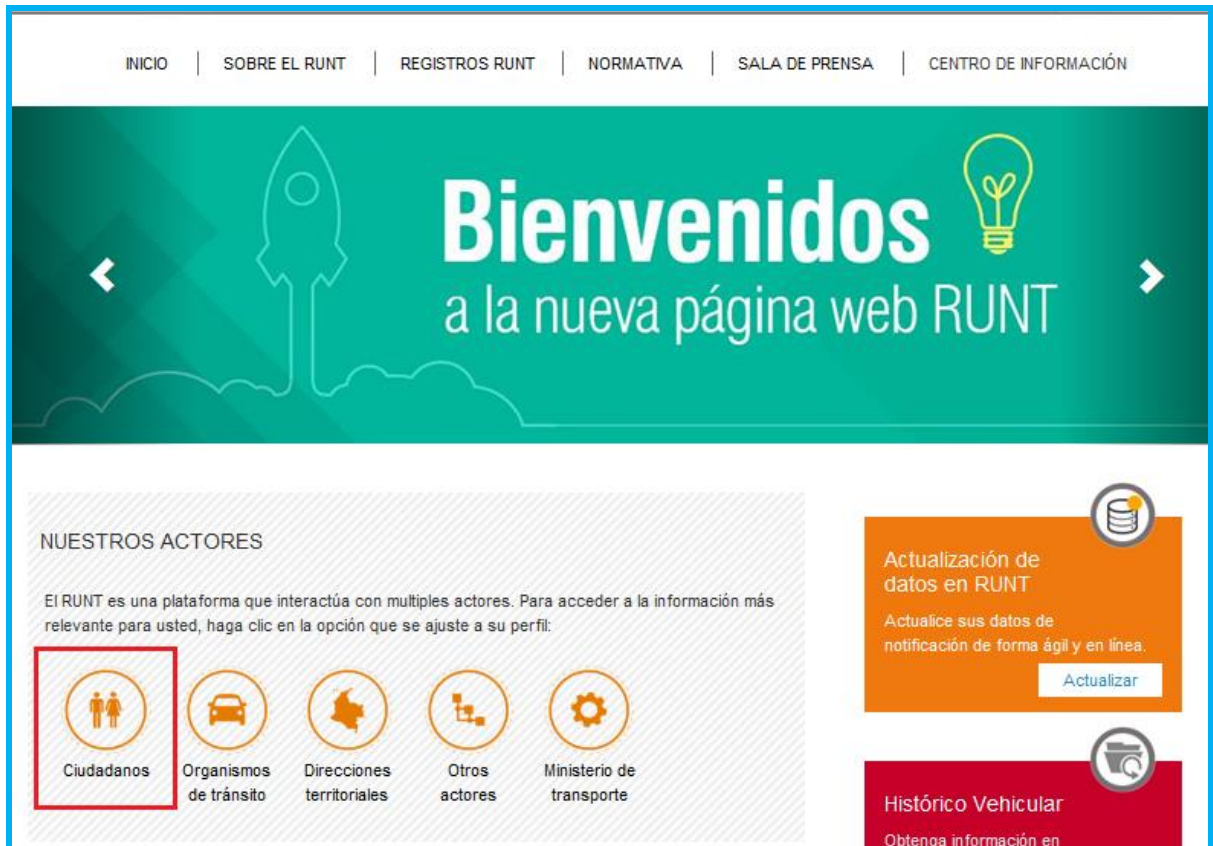 INICIO | SOBRE EL RUNT | REGISTROS RUNT | NORMATIVA | SALA DE PRENSA | CENTRO DE INFORMACIÓN
Bienvenidos
a la nueva página web RUNT
NUESTROS ACTORES
El RUNT es una plataforma que interactúa con multiples actores. Para acceder a la información más
relevante para usted, haga clic en la opción que se ajuste a su perfil:
Ciudadanos
Organismos
de tránsito
Direcciones
territoriales
Otros
actores
Ministerio de
transporte
Actualización de
datos en RUNT
Actualice sus datos de
notificación de forma ágil y en línea.
Actualizar
Histórico Vehicular
Obtenga información en